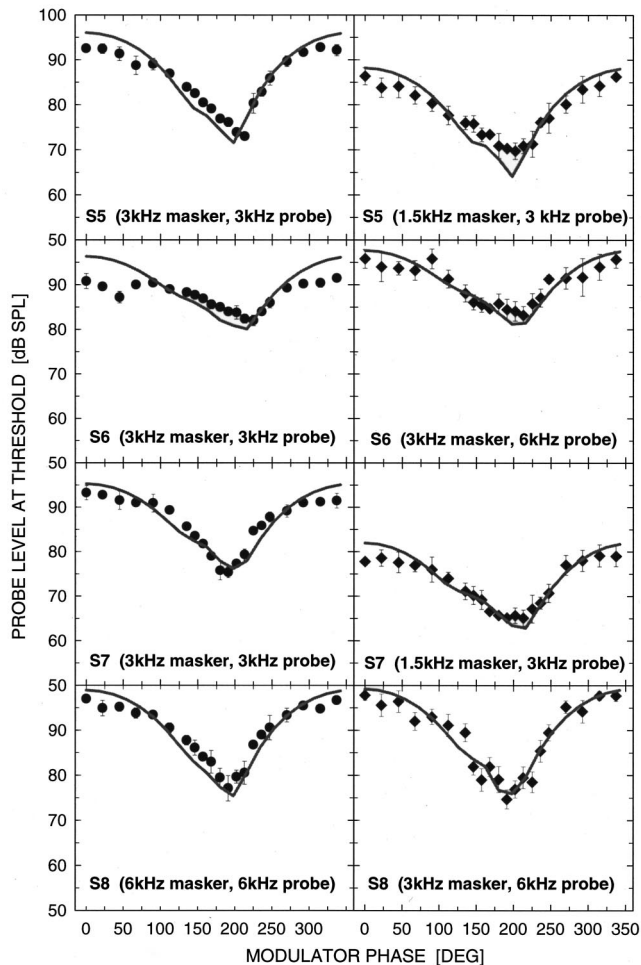 100
90
80
70
60
S5 (3kHz masker, 3kHz probe)
S5 (1.5kHz masker, 3 kHz probe)
50
90
80
70
60
S6 (3kHz masker, 3kHz probe)
S6 (3kHz masker, 6kHz probe)
50
90
80
70
60
S7 (3kHz masker, 3kHz probe)
S7 (1.5kHz masker, 3kHz probe)
50
90
80
70
60
S8 (6kHz masker, 6kHz probe)
S8 (3kHz masker, 6kHz probe)
50
0 50 100 150 200 250 300 0 50 100 150 200 250 300 350
MODULATOR PHASE [DEG]
PROBE LEVEL AT THRESHOLD [dB SPL]